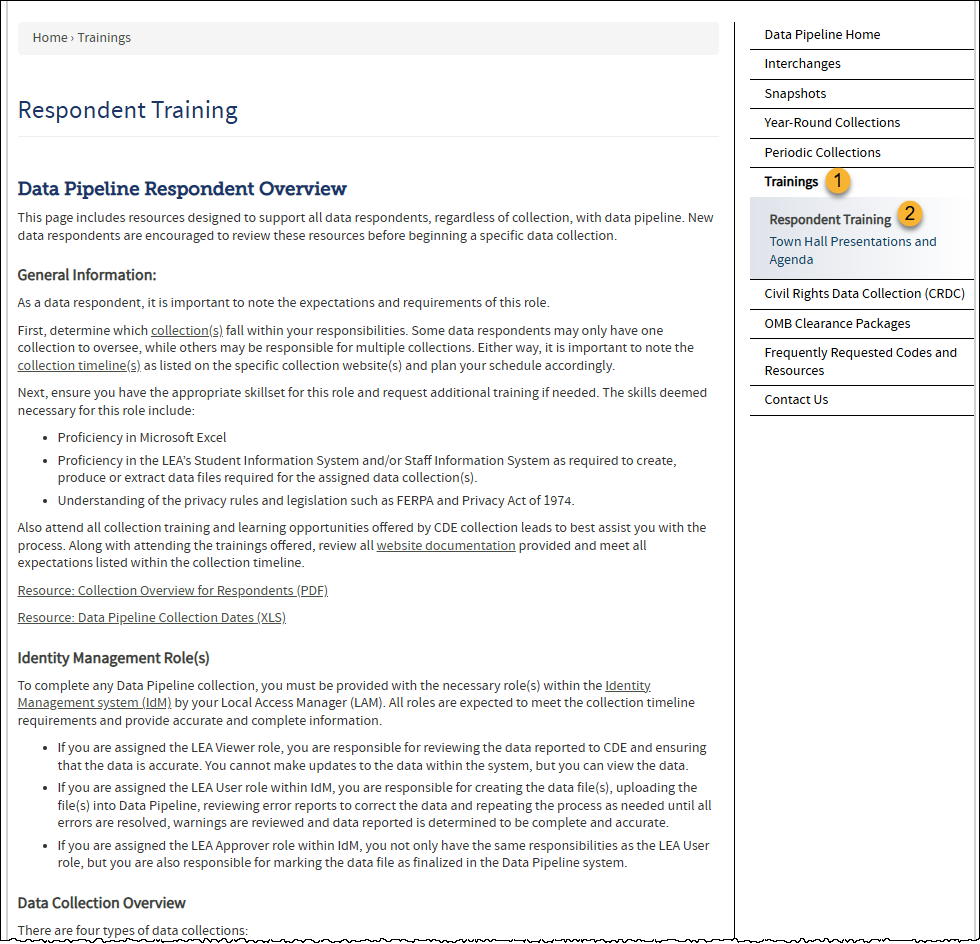 Home › Trainings
Respondent Training
Data Pipeline Respondent Overview
This page includes resources designed to support all data respondents, regardless of collection, with data pipeline. New
data respondents are encouraged to review these resources before beginning a specific data collection.
General Information:
As a data respondent, it is important to note the expectations and requirements of this role.
First, determine which collection(s) fall within your responsibilities. Some data respondents may only have one
collection to oversee, while others may be responsible for multiple collections. Either way, it is important to note the
collection timeline(s) as listed on the specific collection website(s) and plan your schedule accordingly.
Next, ensure you have the appropriate skillset for this role and request additional training if needed. The skills deemed
necessary for this role include:
• Proficiency in Microsoft Excel
• Proficiency in the LEA's Student Information System and/or Staff Information System as required to create,
produce or extract data files required for the assigned data collection(s).
• Understanding of the privacy rules and legislation such as FERPA and Privacy Act of 1974.
Also attend all collection training and learning opportunities offered by CDE collection leads to best assist you with the
process. Along with attending the trainings offered, review all website documentation provided and meet all
expectations listed within the collection timeline.
Resource: Collection Overview for Respondents (PDF)
Resource: Data Pipeline Collection Dates (XLS)
Identity Management Role(s)
To complete any Data Pipeline collection, you must be provided with the necessary role(s) within the Identity
Management system (IdM) by your Local Access Manager (LAM). All roles are expected to meet the collection timeline
requirements and provide accurate and complete information.
• If you are assigned the LEA Viewer role, you are responsible for reviewing the data reported to CDE and ensuring
that the data is accurate. You cannot make updates to the data within the system, but you can view the data.
• If you are assigned the LEA User role within IdM, you are responsible for creating the data file(s), uploading the
file(s) into Data Pipeline, reviewing error reports to correct the data and repeating the process as needed until all
errors are resolved, warnings are reviewed and data reported is determined to be complete and accurate.
• If you are assigned the LEA Approver role within IdM, you not only have the same responsibilities as the LEA User
role, but you are also responsible for marking the data file as finalized in the Data Pipeline system.
Data Collection Overview
There are four types of data collections:
Data Pipeline Home
Interchanges
Snapshots
Year-Round Collections
Periodic Collections
Trainings 1
Respondent Training 2
Town Hall Presentations and
Agenda
Civil Rights Data Collection (CRDC)
OMB Clearance Packages
Frequently Requested Codes and
Resources
Contact Us